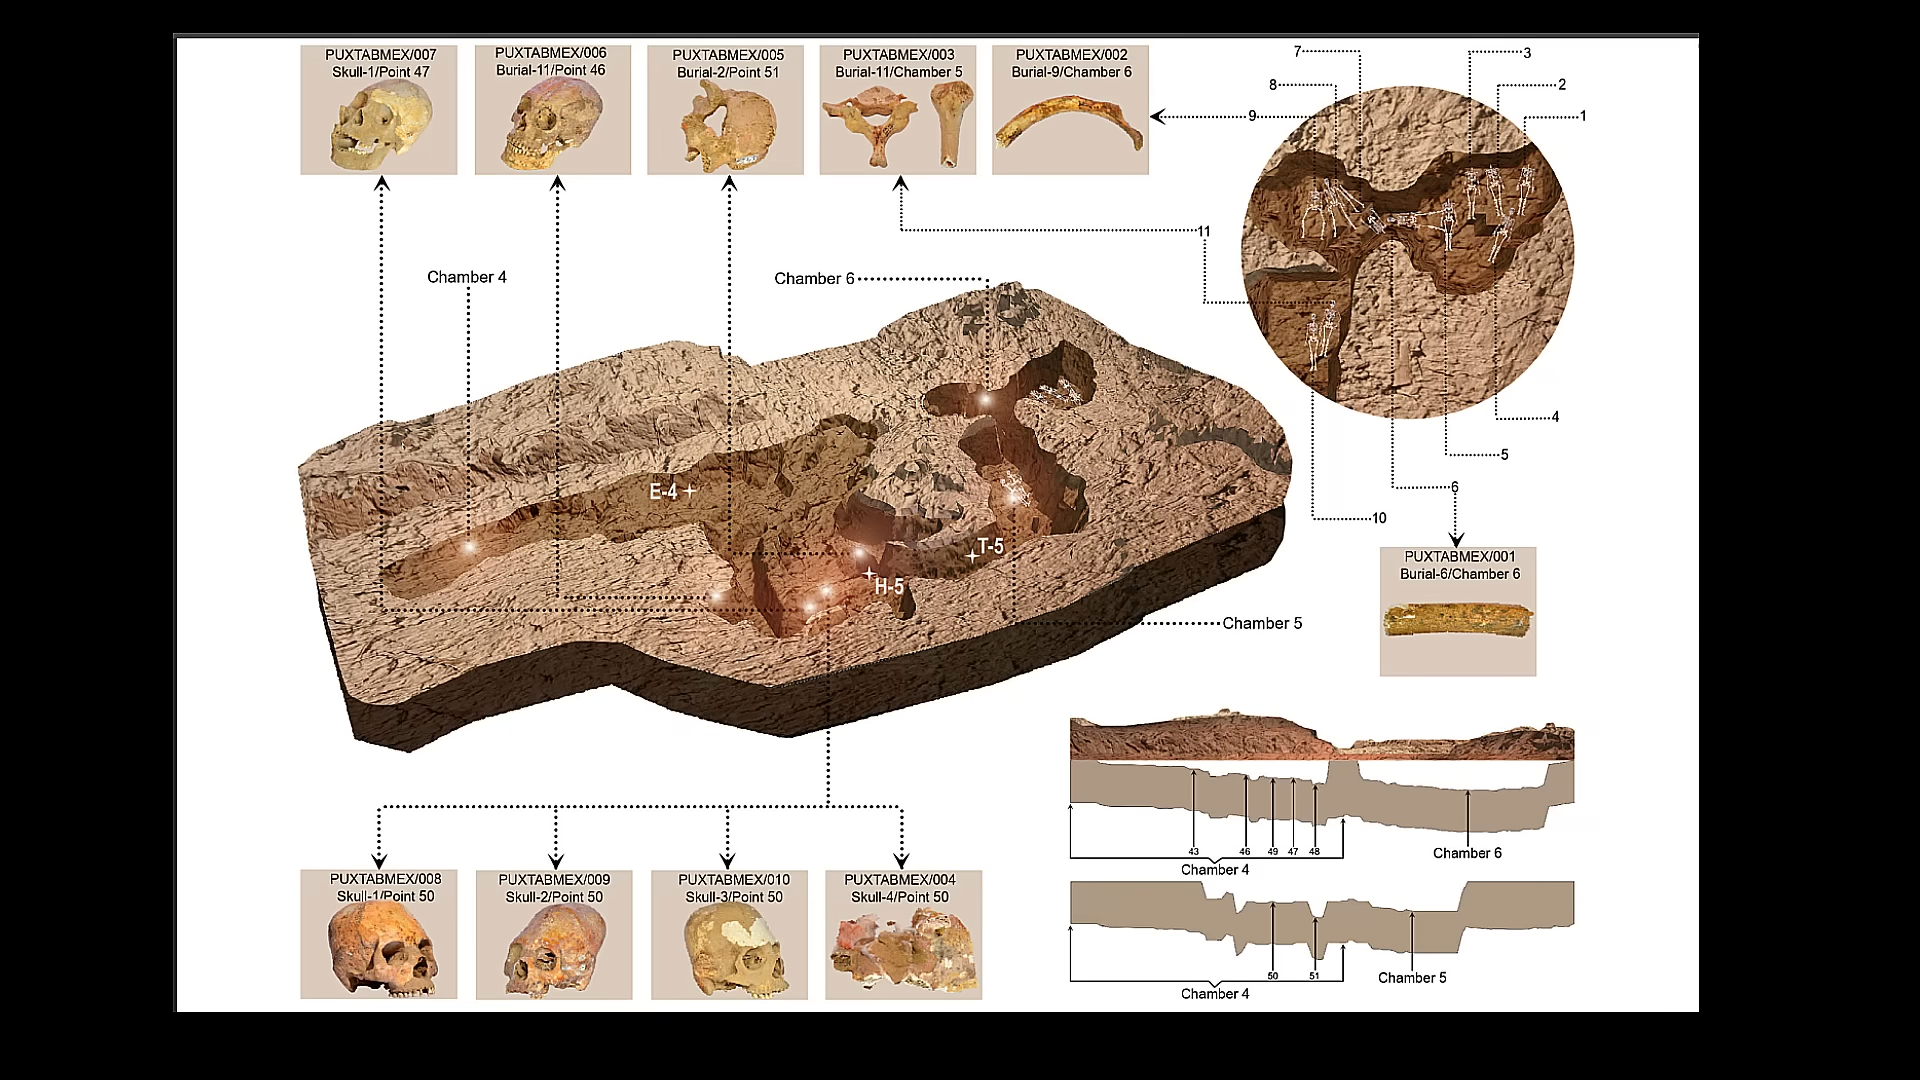 PUXTABMEX/007
Skull-1/Point 47
PUXTABMEX/006
Burial-11/Point 46
PUXTABMEX/005
Burial-2/Point 51
PUXTABMEX/003
Burial-11/Chamber 5
PUXTABMEX/002
Burial-9/Chamber 6
7
3
8
2
9
1
11
Chamber 4
Chamber 6
4
5
6
10
E-4
T-5
H-5
PUXTABMEX/001
Burial-6/Chamber 6
Chamber 5
43
46
49
47
48
Chamber 6
Chamber 4
PUXTABMEX/008
Skull-1/Point 50
PUXTABMEX/009
Skull-2/Point 50
PUXTABMEX/010
Skull-3/Point 50
PUXTABMEX/004
Skull-4/Point 50
50
51
Chamber 5
Chamber 4